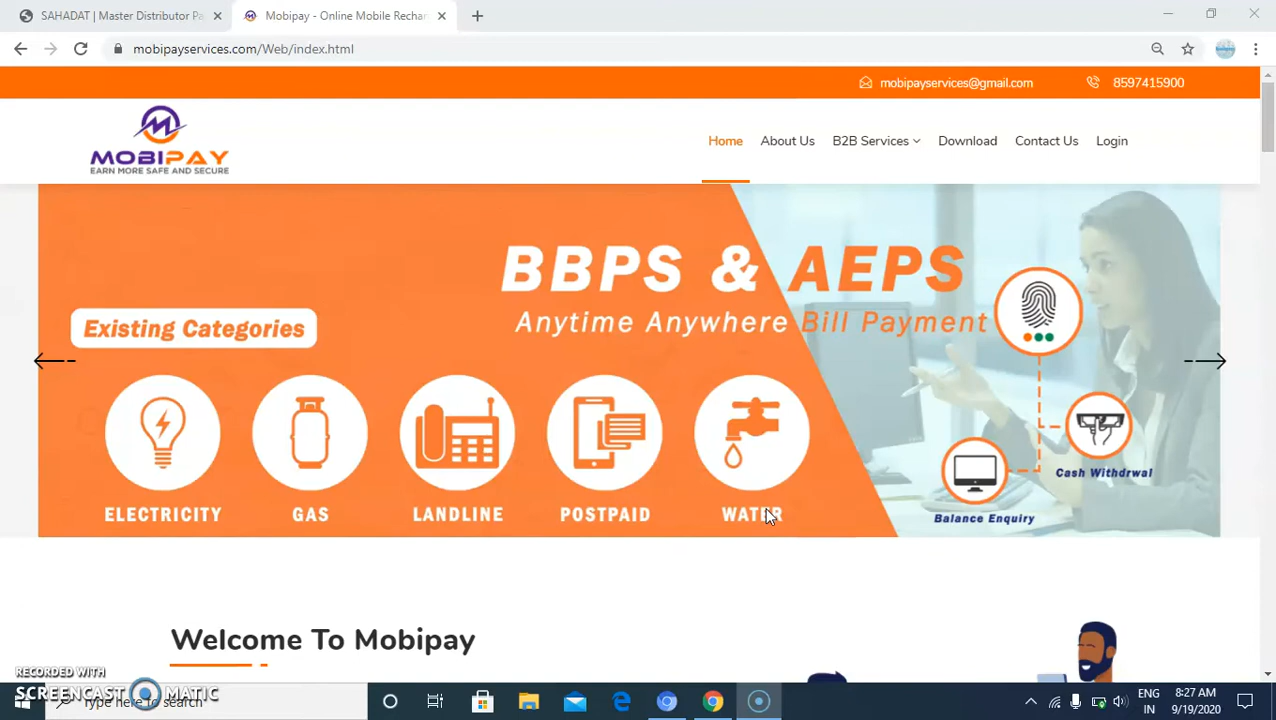 SAHADAT | Master Distributor Pa
Mobipay - Online Mobile Rechar
mobipayservices.com/Web/index.html
mobipayservices@gmail.com
8597415900
MOBIPAY
EARN MORE SAFE AND SECURE
Home
About Us
B2B Services
Download
Contact Us
Login
BBPS & AEPS
Anytime Anywhere Bill Payment
Existing Categories
ELECTRICITY
GAS
LANDLINE
POSTPAID
WATER
Cash Withdrwal
Balance Enquiry
Welcome To Mobipay
RECORDED WITH
SCREENCAST MATIC
Type here to search
ENG
IN
8:27 AM
9/19/2020